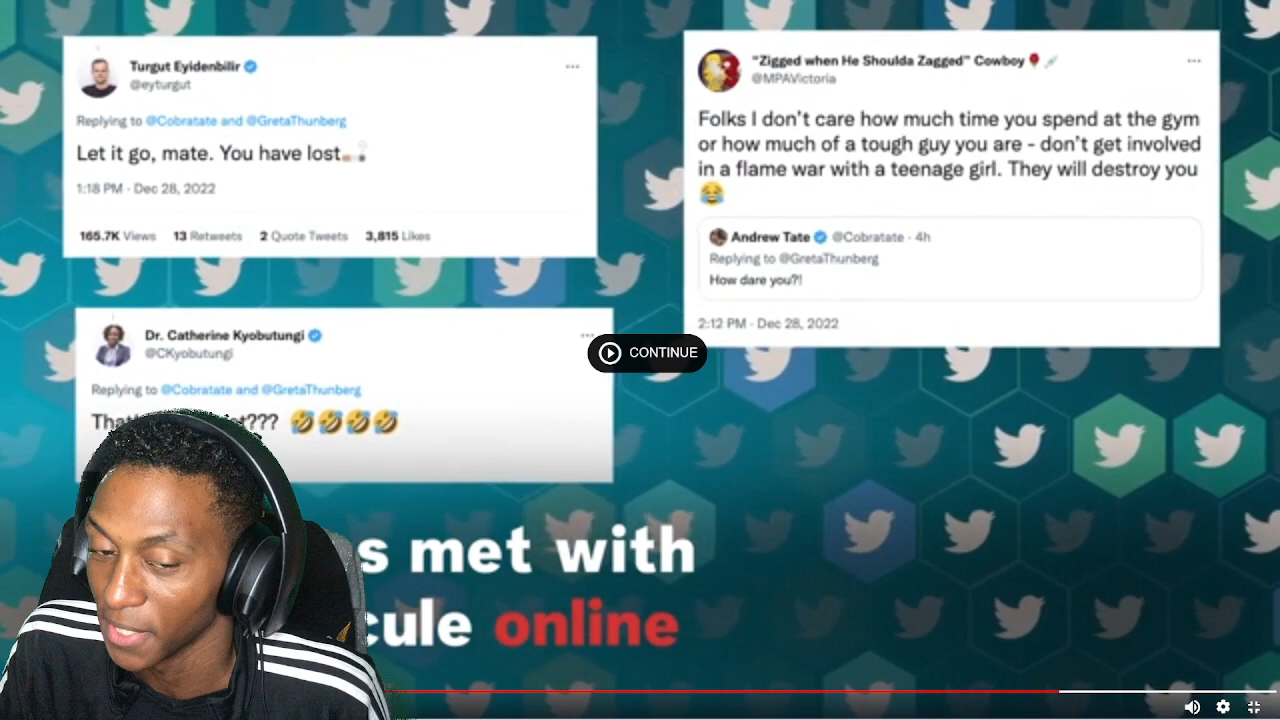 Turgut Eyidenbilir
@eyturgut
Replying to @Cobratate and @GretaThunberg
Let it go, mate. You have lost
1:18 PM · Dec 28, 2022
165.7K Views 13 Retweets 2 Quote Tweets 3,815 Likes
"Zigged when He Shoulda Zagged" Cowboy🌹
@MPAVictoria
Folks I don't care how much time you spend at the gym
or how much of a tough guy you are - don't get involved
in a flame war with a teenage girl. They will destroy you
😂
Andrew Tate @Cobratate · 4h
Replying to @GretaThunberg
How dare you?!
2:12 PM · Dec 28, 2022
Dr. Catherine Kyobutungi
@CKyobutungi
Replying to @Cobratate and @GretaThunberg
??? 🤣🤣🤣🤣
CONTINUE
s met with
cule online